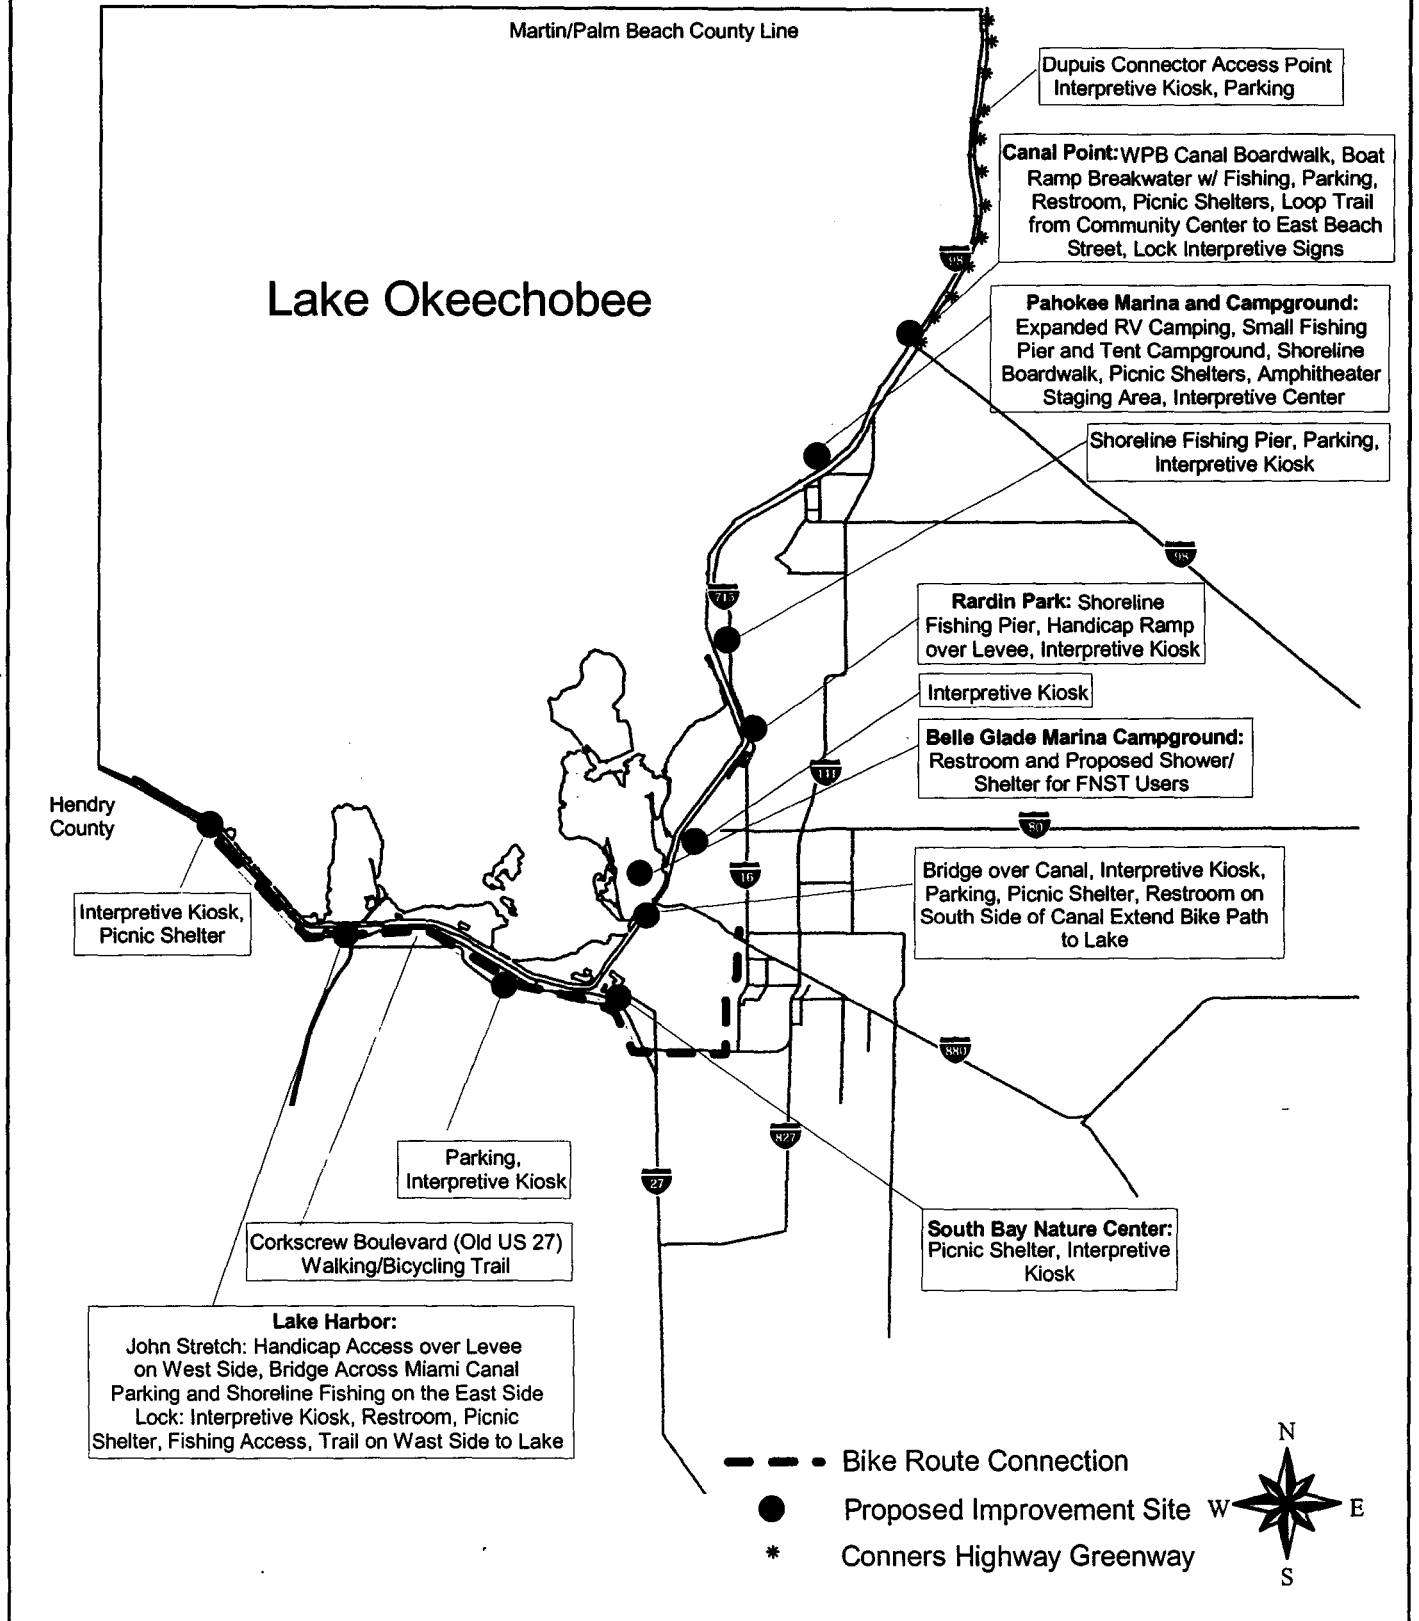 Martin/Palm Beach County Line
Dupuis Connector Access Point
Interpretive Kiosk, Parking
Canal Point: WPB Canal Boardwalk, Boat
Ramp Breakwater w/ Fishing, Parking,
Restroom, Picnic Shelters, Loop Trail
from Community Center to East Beach
Street, Lock Interpretive Signs
98
Lake Okeechobee
Pahokee Marina and Campground:
Expanded RV Camping, Small Fishing
Pier and Tent Campground, Shoreline
Boardwalk, Picnic Shelters, Amphitheater
Staging Area, Interpretive Center
Shoreline Fishing Pier, Parking,
Interpretive Kiosk
98
715
Rardin Park: Shoreline
Fishing Pier, Handicap Ramp
over Levee, Interpretive Kiosk
Interpretive Kiosk
Belle Glade Marina Campground:
Restroom and Proposed Shower/
Shelter for FNST Users
441
Hendry
County
80
16
Bridge over Canal, Interpretive Kiosk,
Parking, Picnic Shelter, Restroom on
South Side of Canal Extend Bike Path
to Lake
Interpretive Kiosk,
Picnic Shelter
880
827
Parking,
Interpretive Kiosk
27
South Bay Nature Center:
Picnic Shelter, Interpretive
Kiosk
Corkscrew Boulevard (Old US 27)
Walking/Bicycling Trail
Lake Harbor:
John Stretch: Handicap Access over Levee
on West Side, Bridge Across Miami Canal
Parking and Shoreline Fishing on the East Side
Lock: Interpretive Kiosk, Restroom, Picnic
Shelter, Fishing Access, Trail on Wast Side to Lake
Bike Route Connection
Proposed Improvement Site
Conners Highway Greenway
N
W
E
S